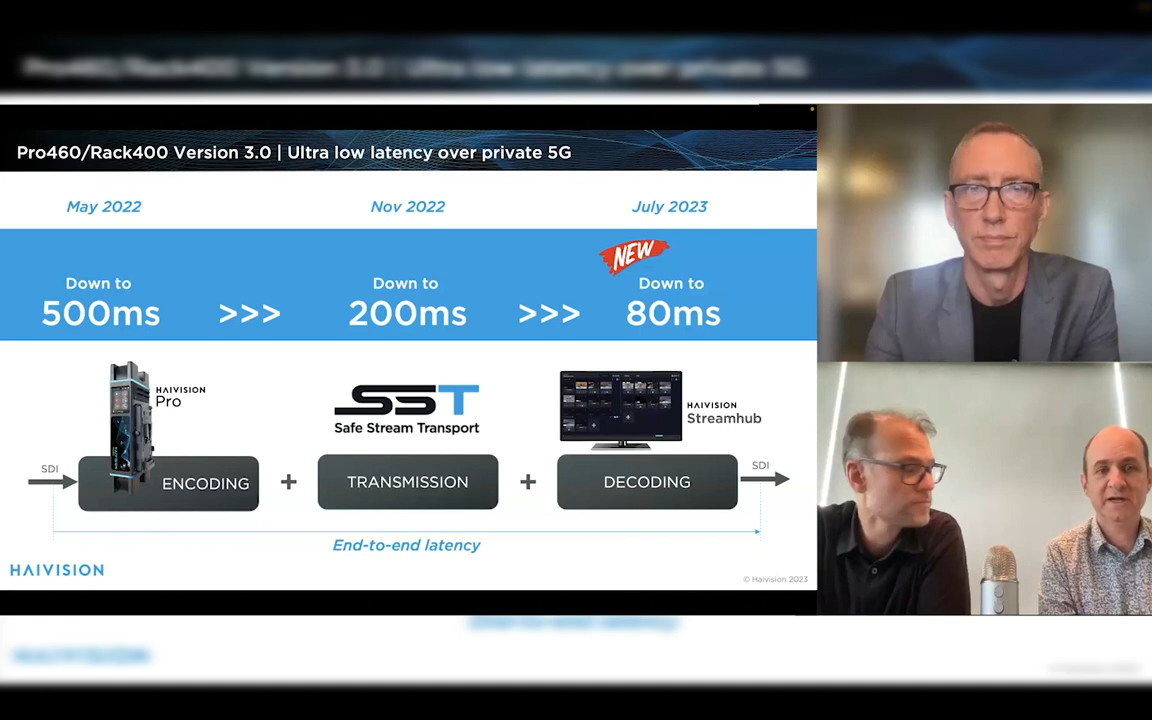 Pro460/Rack400 Version 3.0 | Ultra low latency over private 5G
May 2022
Nov 2022
July 2023
NEW
Down to
500ms
>>>
Down to
200ms
>>>
Down to
80ms
HAIVISION
Pro
SST
Safe Stream Transport
HAIVISION
Streamhub
SDI
ENCODING
+
TRANSMISSION
+
DECODING
SDI
End-to-end latency
HAIVISION
© Haivision 2023